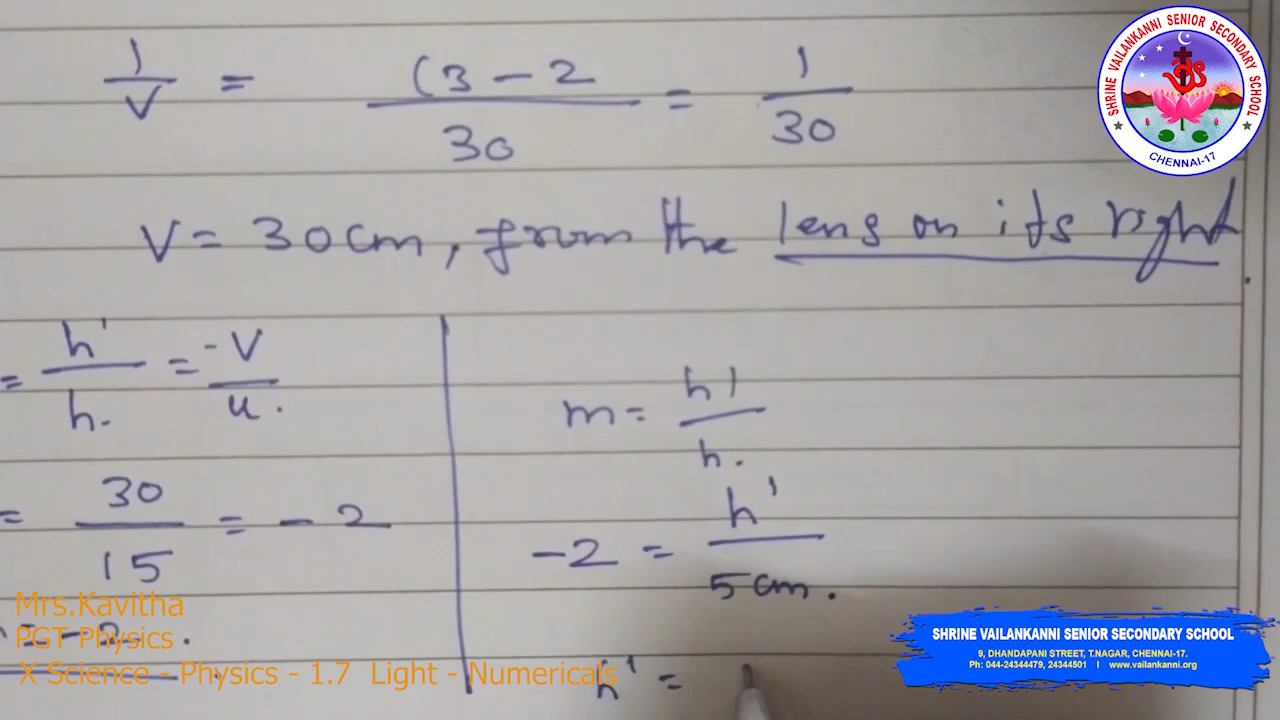 1/V = (3 - 2/30 = 1/30
V = 30cm, from the lens on its right.
= h'/h. = -V/u.
= 30/15 = - 2
= -2.
m = h'/h.
-2 = h'/5 cm.
h' =
SHRINE VAILANKANNI SENIOR SECONDARY SCHOOL
CHENNAI-17
Mrs.Kavitha
PGT Physics
X Science - Physics - 1.7 Light - Numericals
SHRINE VAILANKANNI SENIOR SECONDARY SCHOOL
9, DHANDAPANI STREET, T.NAGAR, CHENNAI-17.
Ph: 044-24344479, 24344501 I www.vailankanni.org